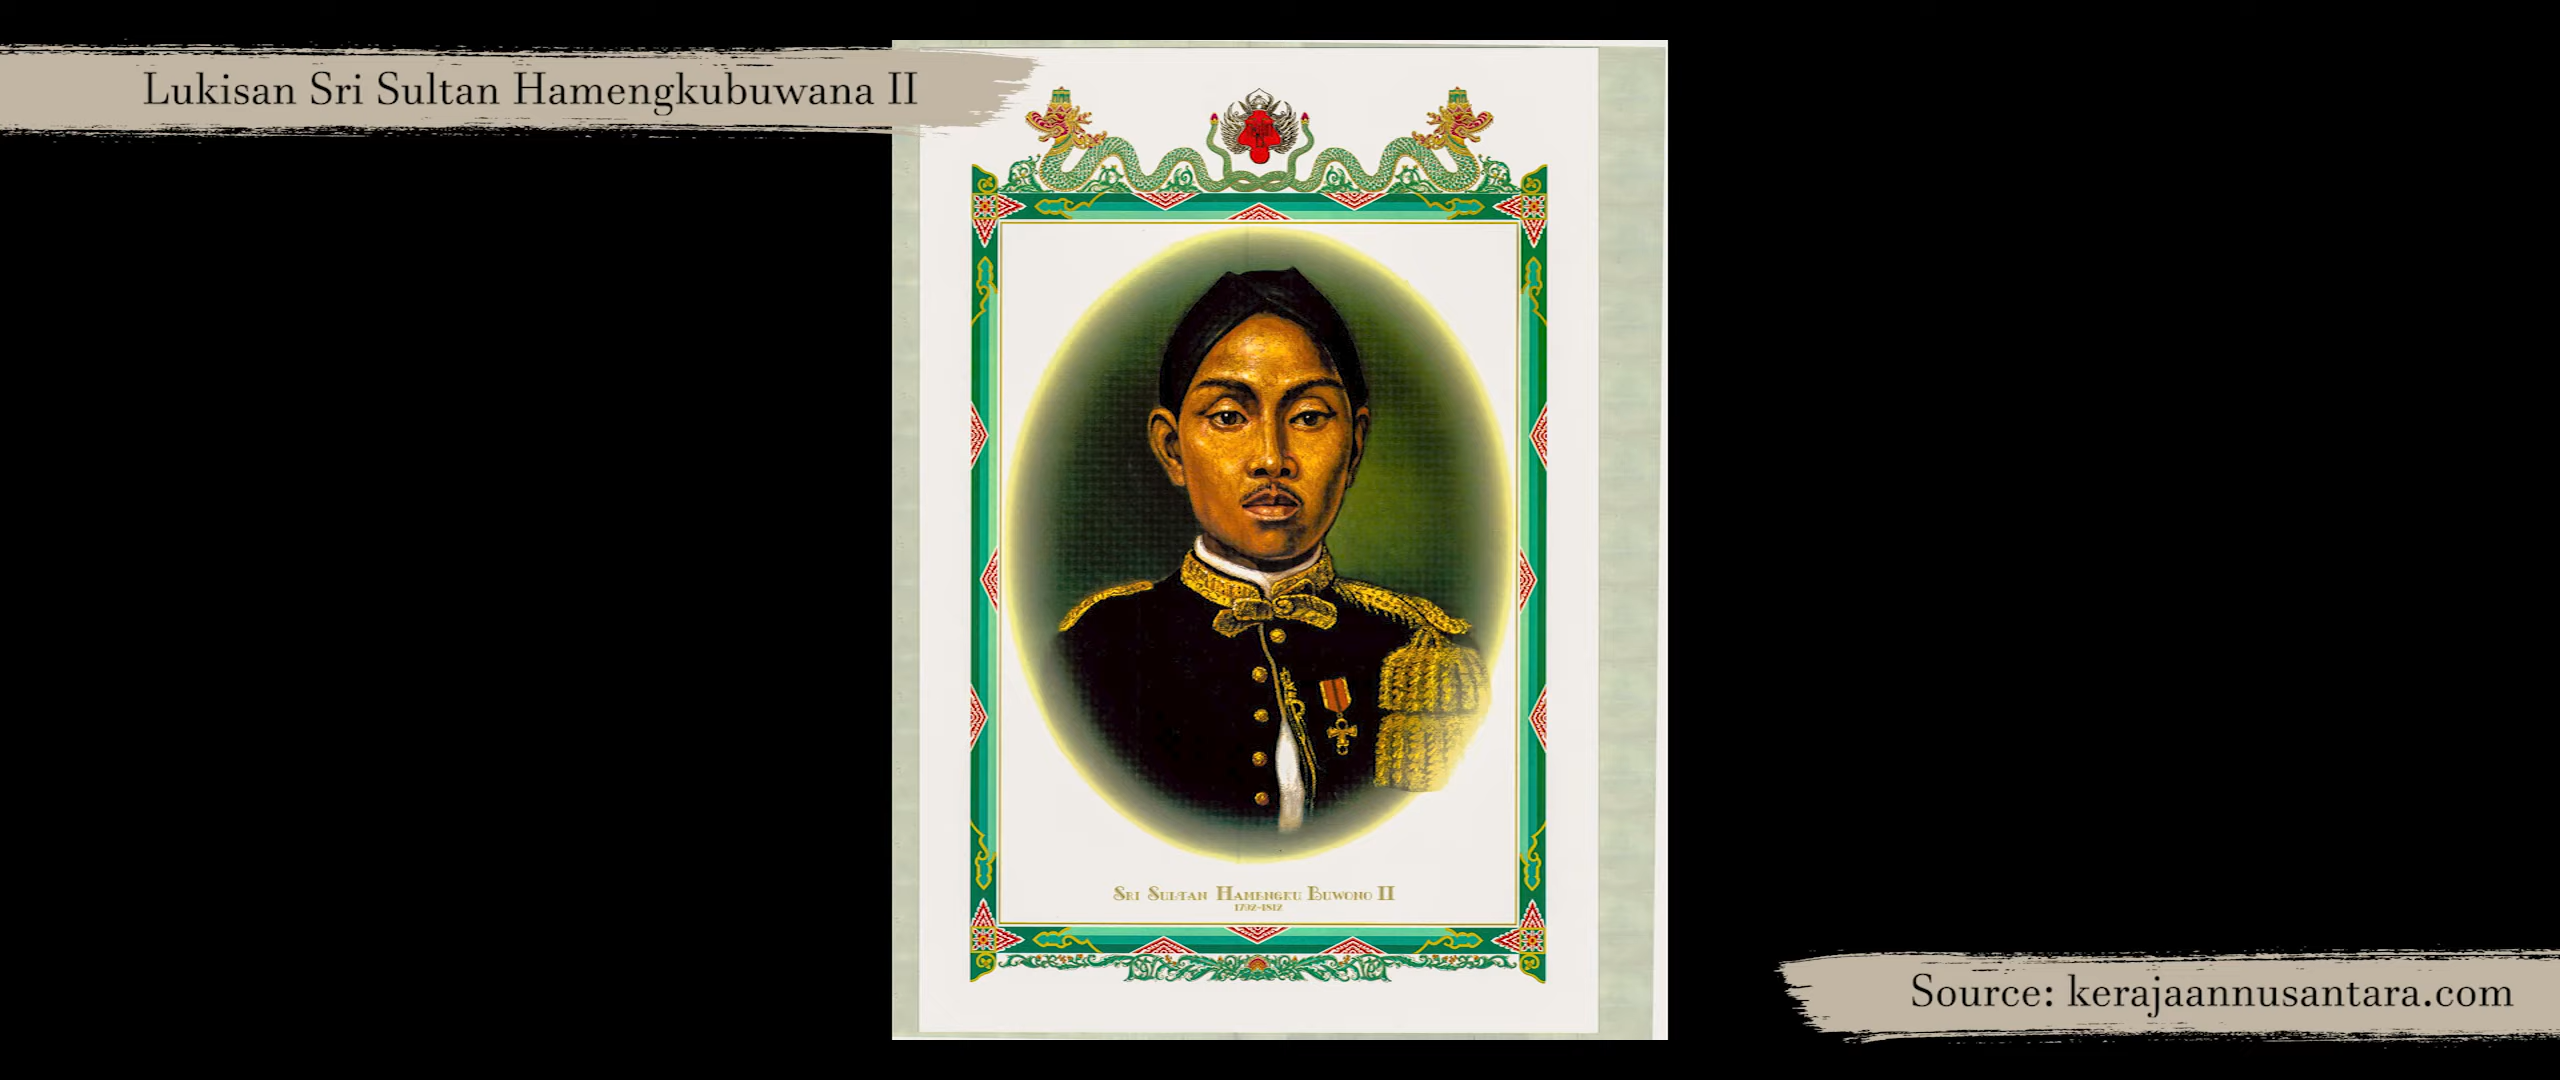 Lukisan Sri Sultan Hamengkubuwana II
Sri Sultan Hamengku Buwono II
1792-1812
Source: kerajaannusantara.com